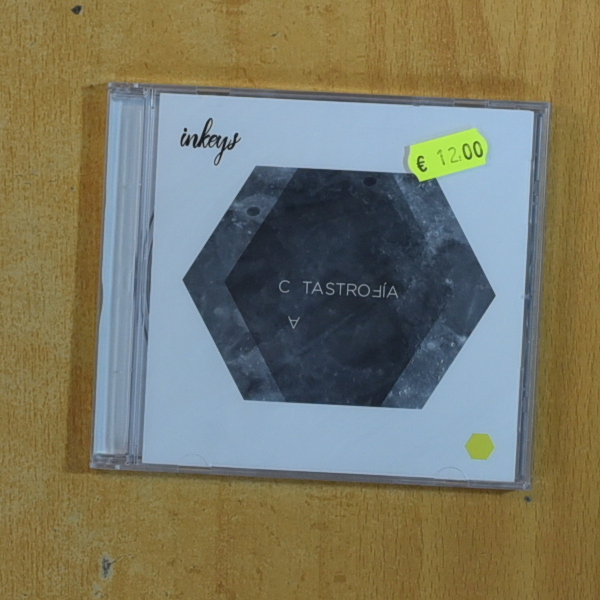 inkeys
€ 12.00
C TASTROFÍA
A